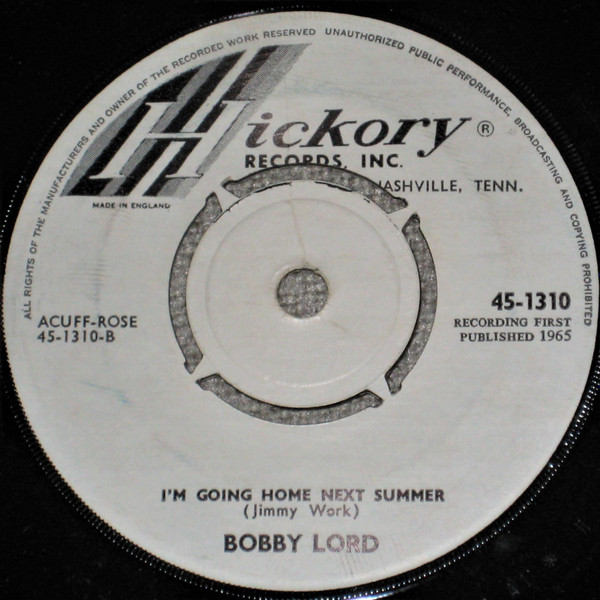 ALL RIGHTS OF THE MANUFACTURERS AND OWNER OF THE RECORDED WORK RESERVED UNAUTHORIZED PUBLIC PERFORMANCE, BROADCASTING AND COPYING PROHIBITED
Hickory ®
RECORDS, INC.
NASHVILLE, TENN.
MADE IN ENGLAND
45-1310
ACUFF-ROSE
RECORDING FIRST
45-1310-B
PUBLISHED 1965
I'M GOING HOME NEXT SUMMER
(Jimmy Work)
BOBBY LORD